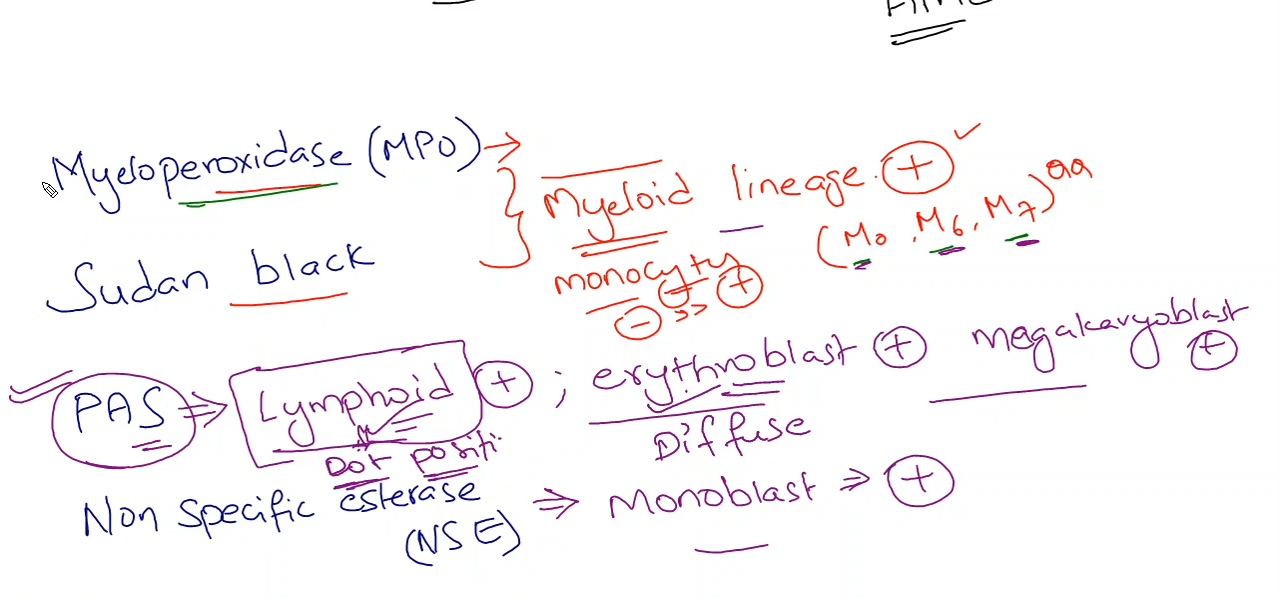 Myeloperoxidase (MPO) →
Myeloid lineage. +
(M0, M6, M7)
Sudan black
monocyty
- >> +
PAS ⇒ Lymphoid + ; erythroblast + megakaryoblast +
Dot positi
Diffuse
Non specific esterase ⇒ monoblast ⇒ +
(NSE)